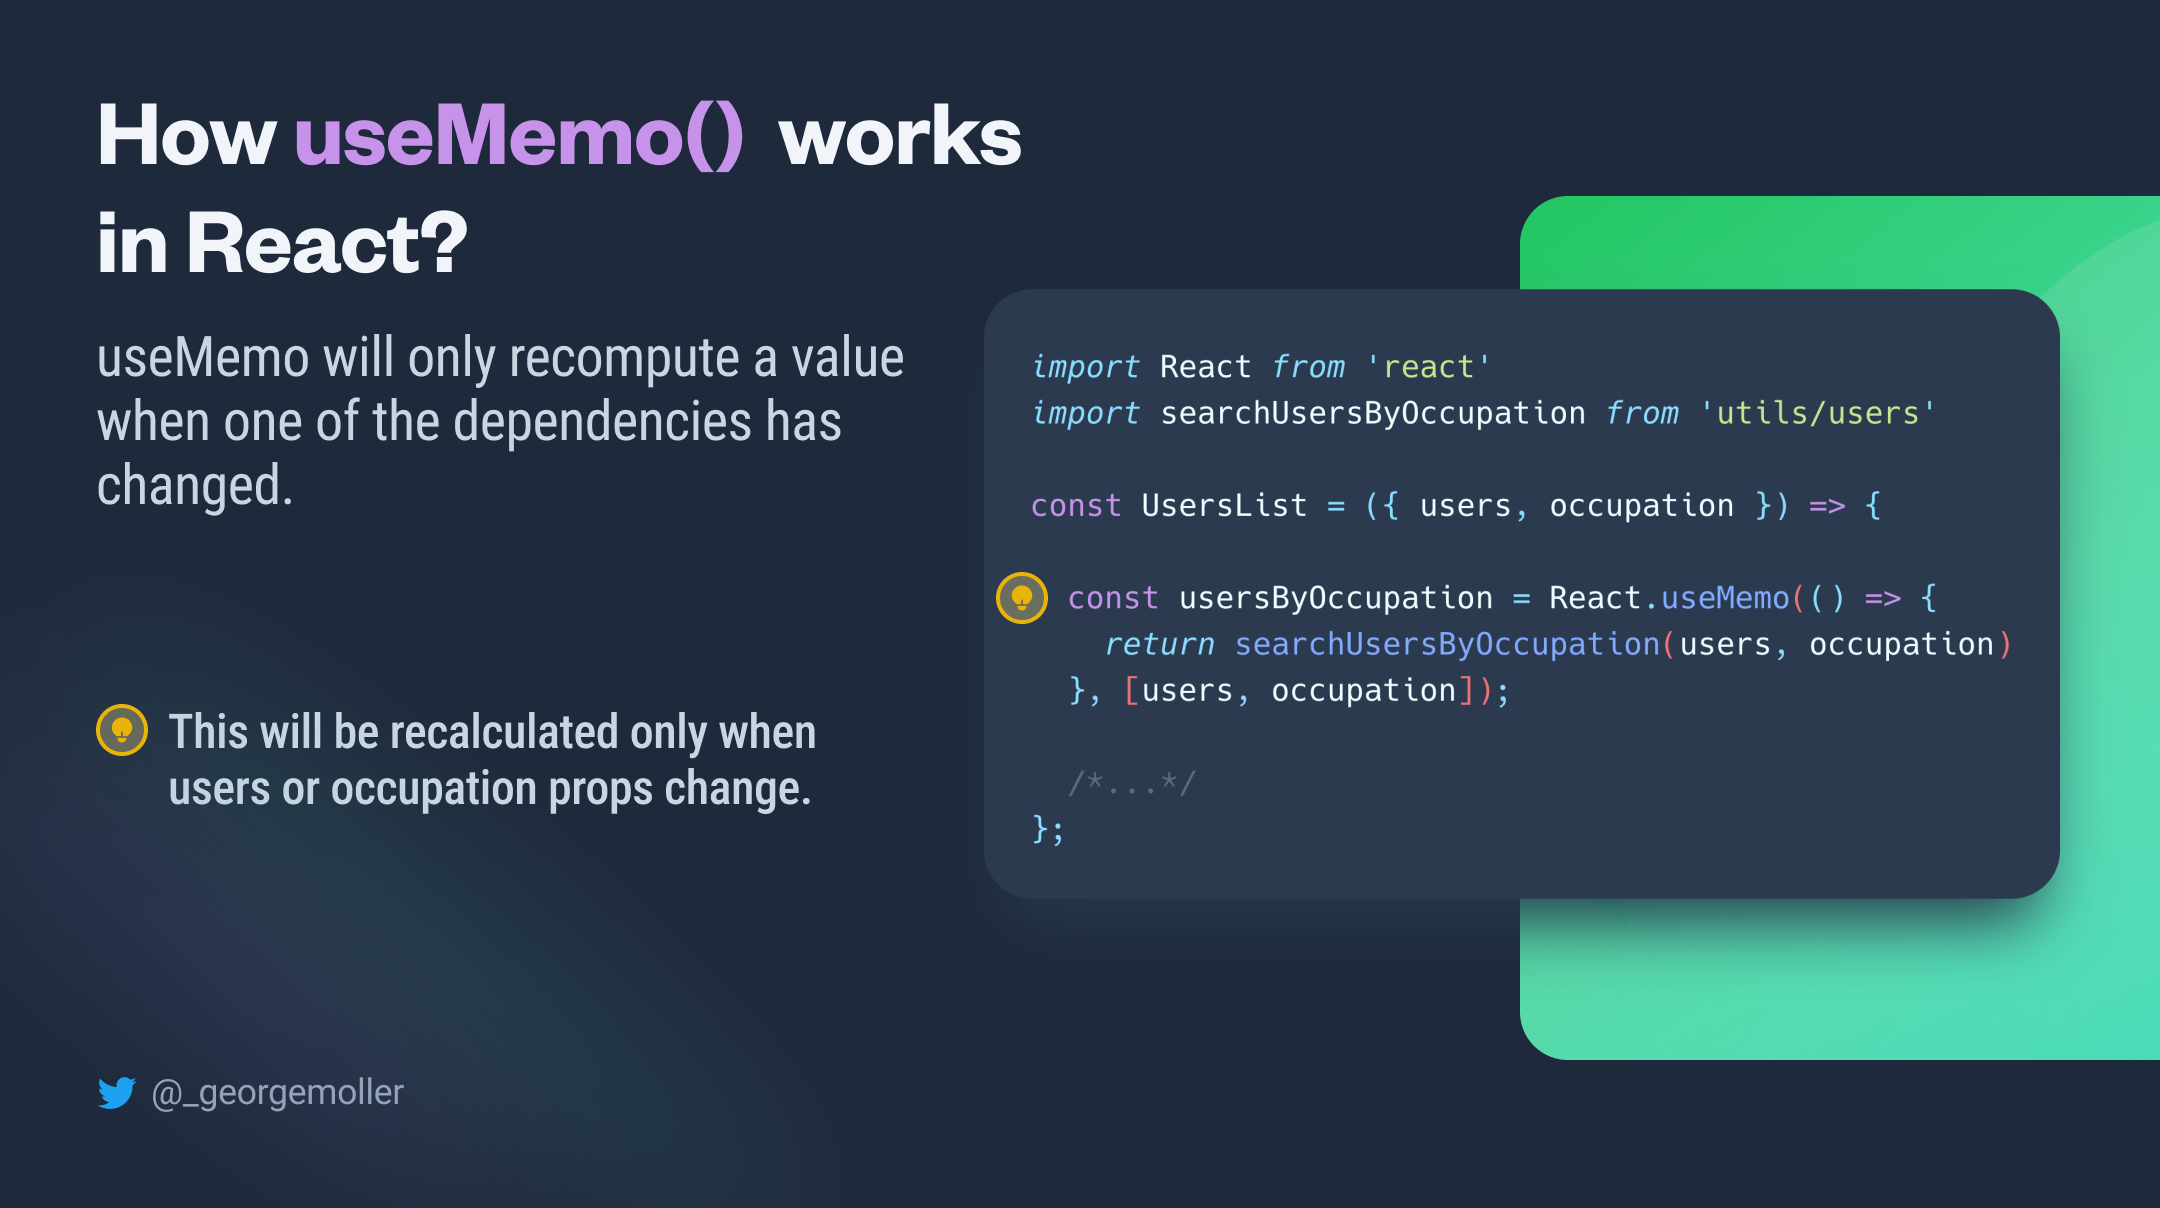 How useMemo() works
in React?
useMemo will only recompute a value
when one of the dependencies has
changed.
This will be recalculated only when
users or occupation props change.
@_georgemoller
import React from 'react'
import searchUsersByOccupation from 'utils/users'
const UsersList = ({ users, occupation }) => {
const usersByOccupation = React.useMemo(() => {
return searchUsersByOccupation(users, occupation)
}, [users, occupation]);
/*...*/
};